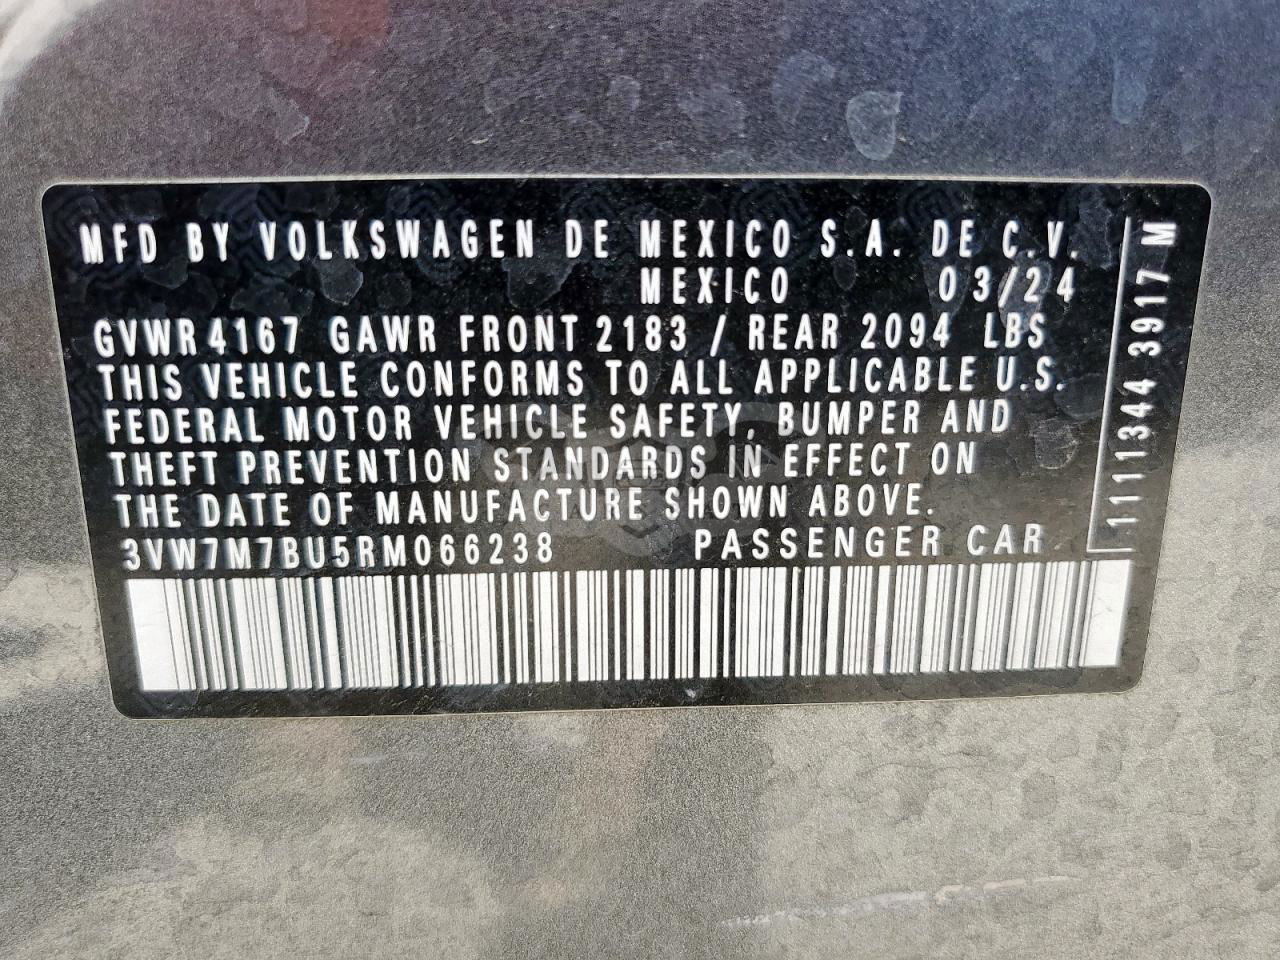 MFD BY VOLKSWAGEN DE MEXICO S.A. DE C.V.
MEXICO 03/24
GVWR 4167 GAWR FRONT 2183 / REAR 2094 LBS
THIS VEHICLE CONFORMS TO ALL APPLICABLE U.S.
FEDERAL MOTOR VEHICLE SAFETY, BUMPER AND
THEFT PREVENTION STANDARDS IN EFFECT ON
THE DATE OF MANUFACTURE SHOWN ABOVE.
3VW7M7BU5RM066238 PASSENGER CAR
111344 3917 M